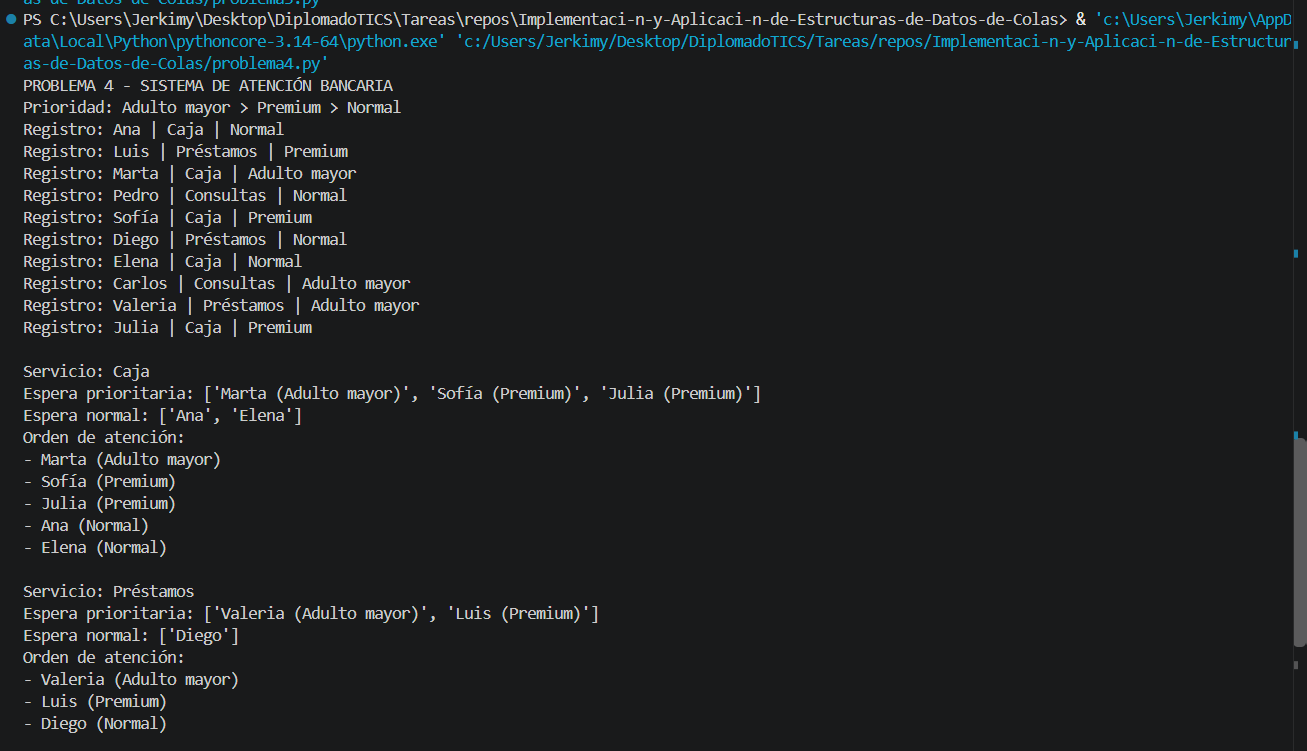 as-de-Datos-de-Colas/problema3.py'
PS C:\Users\Jerkimy\Desktop\DiplomadoTICS\Tareas\repos\Implementaci-n-y-Aplicaci-n-de-Estructuras-de-Datos-de-Colas> & 'c:\Users\Jerkimy\AppD
ata\Local\Python\pythoncore-3.14-64\python.exe' 'c:/Users/Jerkimy/Desktop/DiplomadoTICS/Tareas/repos/Implementaci-n-y-Aplicaci-n-de-Estructur
as-de-Datos-de-Colas/problema4.py'
PROBLEMA 4 - SISTEMA DE ATENCIÓN BANCARIA
Prioridad: Adulto mayor > Premium > Normal
Registro: Ana | Caja | Normal
Registro: Luis | Préstamos | Premium
Registro: Marta | Caja | Adulto mayor
Registro: Pedro | Consultas | Normal
Registro: Sofía | Caja | Premium
Registro: Diego | Préstamos | Normal
Registro: Elena | Caja | Normal
Registro: Carlos | Consultas | Adulto mayor
Registro: Valeria | Préstamos | Adulto mayor
Registro: Julia | Caja | Premium
Servicio: Caja
Espera prioritaria: ['Marta (Adulto mayor)', 'Sofía (Premium)', 'Julia (Premium)']
Espera normal: ['Ana', 'Elena']
Orden de atención:
- Marta (Adulto mayor)
- Sofía (Premium)
- Julia (Premium)
- Ana (Normal)
- Elena (Normal)
Servicio: Préstamos
Espera prioritaria: ['Valeria (Adulto mayor)', 'Luis (Premium)']
Espera normal: ['Diego']
Orden de atención:
- Valeria (Adulto mayor)
- Luis (Premium)
- Diego (Normal)